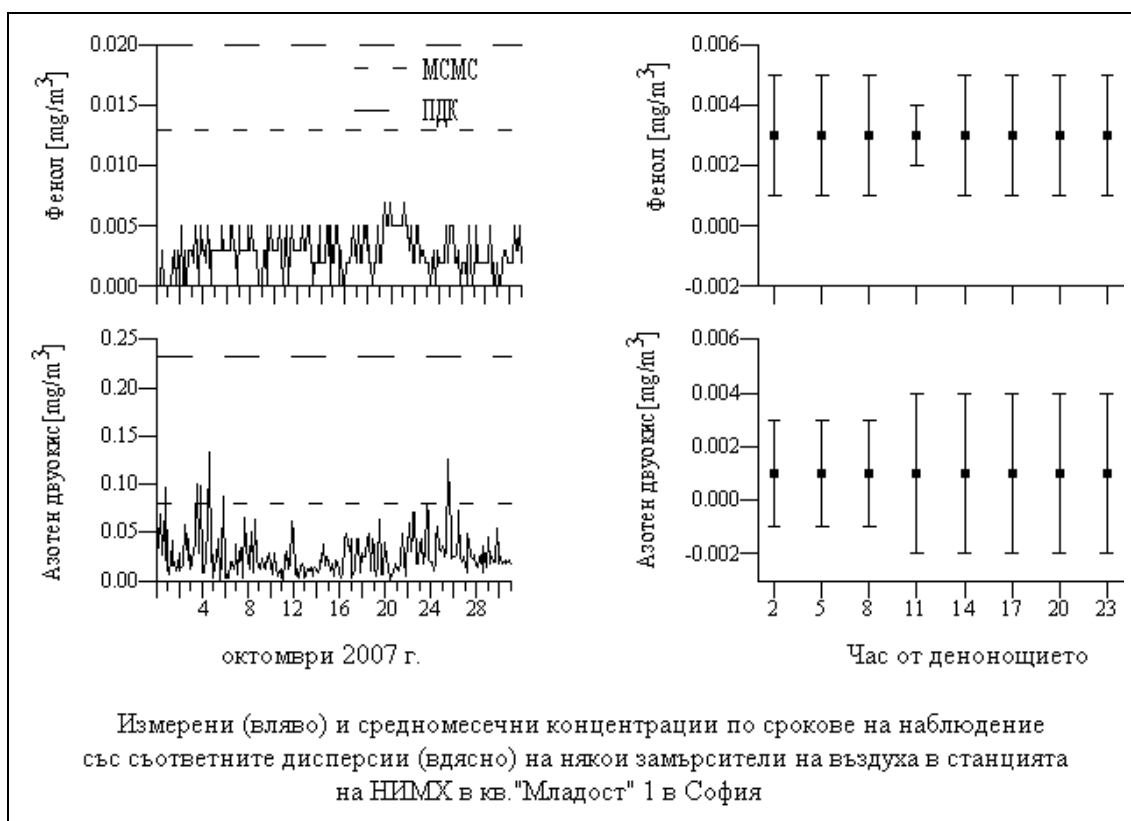 0.020
0.015
0.010
0.005
0.000
Фенол [mg/m³]
МСМС
ПДК
0.006
0.004
0.002
0.000
-0.002
Фенол [mg/m³]
0.25
0.20
0.15
0.10
0.05
0.00
Азотен двуокис [mg/m³]
4 8 12 16 20 24 28
октомври 2007 г.
0.006
0.004
0.002
0.000
-0.002
Азотен двуокис [mg/m³]
2 5 8 11 14 17 20 23
Час от денонощието
Измерени (вляво) и средномесечни концентрации по срокове на наблюдение
със съответните дисперсии (вдясно) на някои замърсители на въздуха в станцията
на НИМХ в кв."Младост" 1 в София